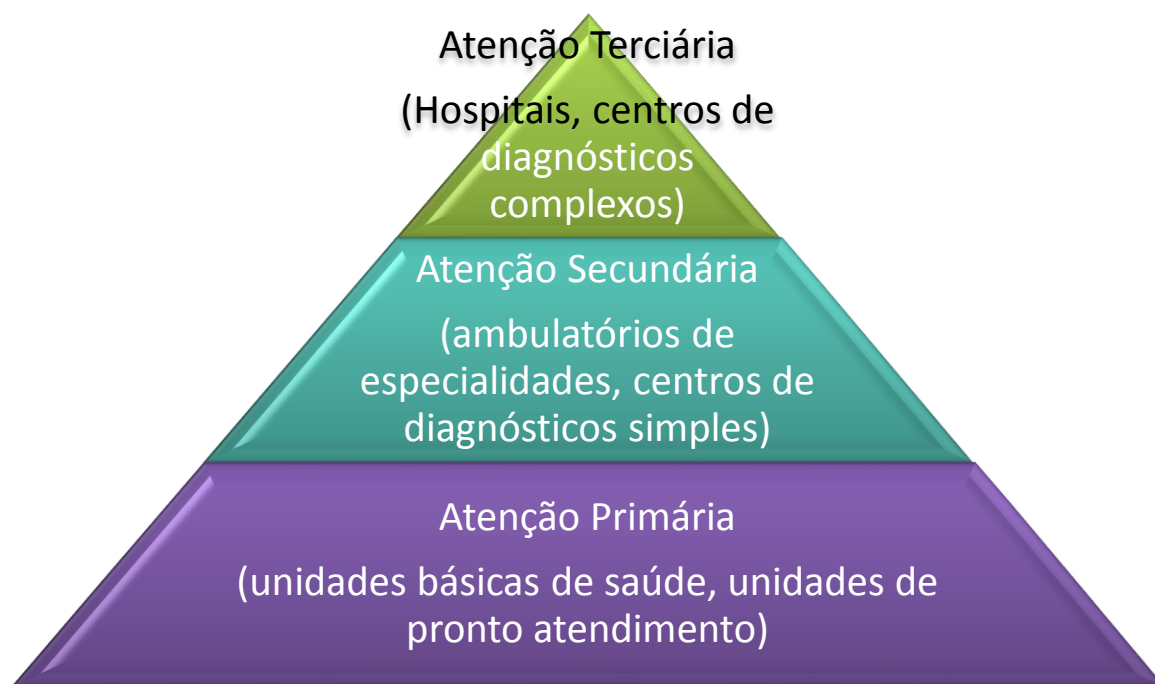 Atenção Terciária
(Hospitais, centros de
diagnósticos
complexos)
Atenção Secundária
(ambulatórios de
especialidades, centros de
diagnósticos simples)
Atenção Primária
(unidades básicas de saúde, unidades de
pronto atendimento)